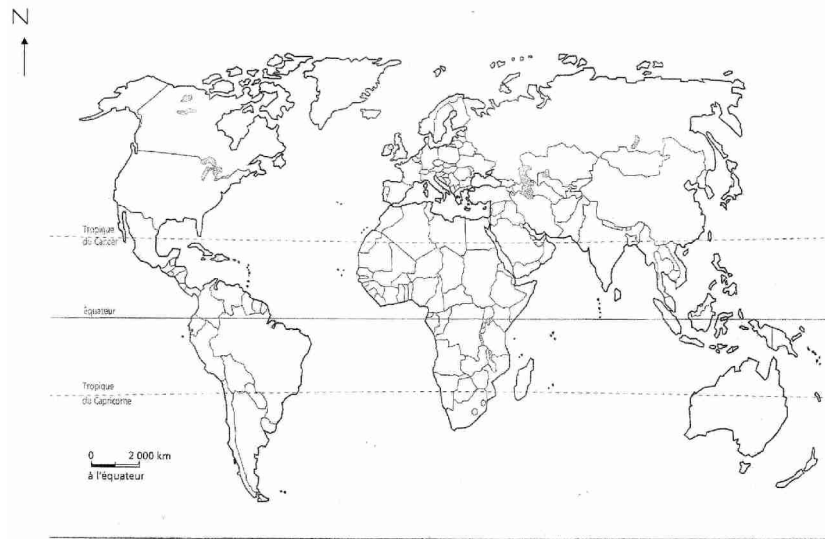 N
Tropique
du Cancer
équateur
Tropique
du Capricorne
0 2 000 km
à l'équateur